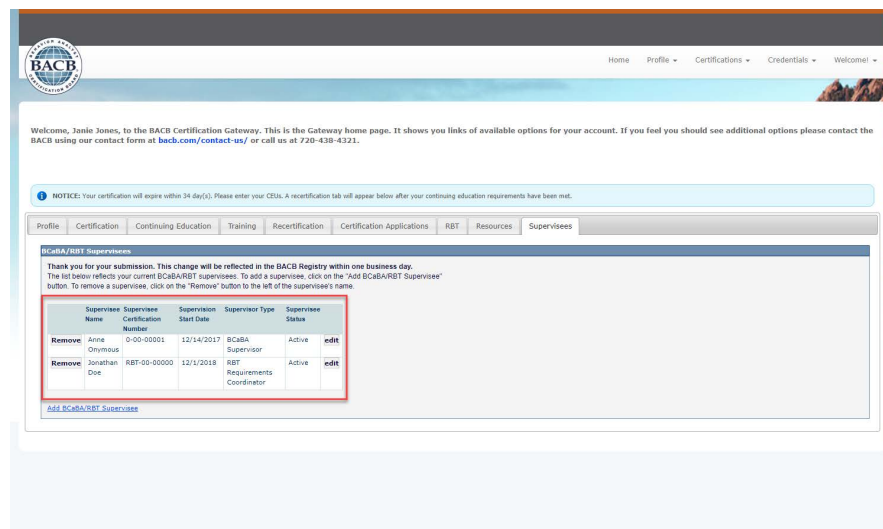 BEHAVIOR ANALYST
BACB
CERTIFICATION BOARD
Home Profile Certifications Credentials Welcome!
Welcome, Janie Jones, to the BACB Certification Gateway. This is the Gateway home page. It shows you links of available options for your account. If you feel you should see additional options please contact the
BACB using our contact form at bacb.com/contact-us/ or call us at 720-438-4321.
NOTICE: Your certification will expire within 34 day(s). Please enter your CEUs. A recertification tab will appear below after your continuing education requirements have been met.
Profile Certification Continuing Education Training Recertification Certification Applications RBT Resources Supervisees
BCaBA/RBT Supervisees
Thank you for your submission. This change will be reflected in the BACB Registry within one business day.
The list below reflects your current BCaBA/RBT supervisees. To add a supervisee, click on the "Add BCaBA/RBT Supervisee"
button. To remove a supervisee, click on the "Remove" button to the left of the supervisee's name.
Supervisee Supervisee Supervision Supervisor Type Supervisee
Name Certification Start Date Status
Number
Remove Anne 0-00-00001 12/14/2017 BCaBA Active edit
Onymous Supervisor
Remove Jonathan RBT-00-00000 12/1/2018 RBT Active edit
Doe Requirements
Coordinator
Add BCaBA/RBT Supervisee